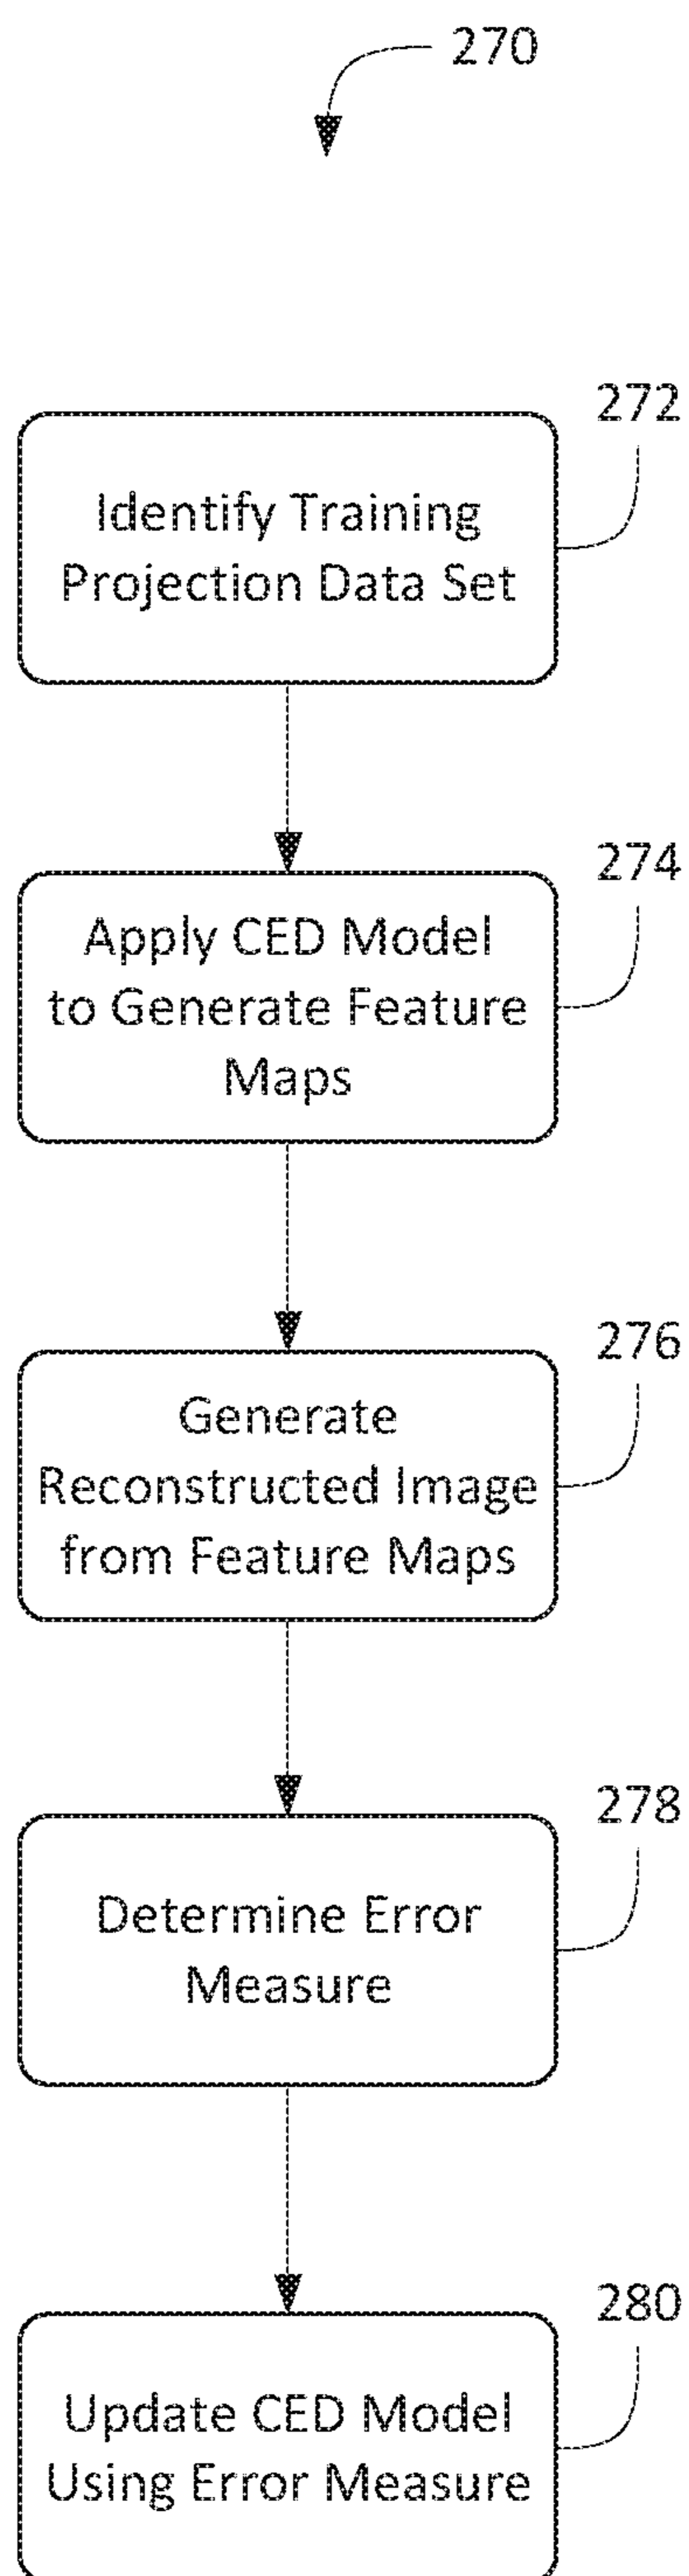 270
272
Identify Training
Projection Data Set
274
Apply CED Model
to Generate Feature
Maps
276
Generate
Reconstructed Image
from Feature Maps
278
Determine Error
Measure
280
Update CED Model
Using Error Measure